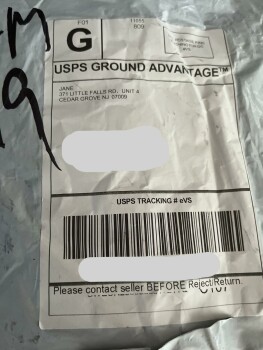 M
9
F01
G
USPS GROUND ADVANTAGE™
JANE
371 LITTLE FALLS RD, UNIT 4
CEDAR GROVE NJ 07009
USPS TRACKING # eVS
Please contact seller BEFORE Reject/Return.